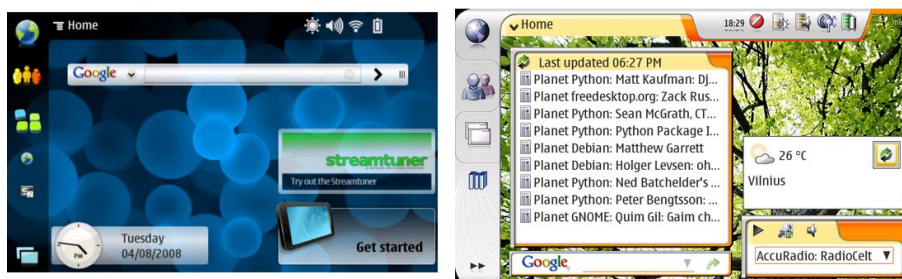 Home
Google
streamtuner
Try out the Streamtuner
PM
Tuesday
04/08/2008
Get started
Home
18:29
Last updated 06:27 PM
Planet Python: Matt Kaufman: Dj...
Planet freedesktop.org: Zack Rus...
Planet Python: Sean McGrath, CT...
Planet Python: Python Package I...
Planet Debian: Matthew Garrett
Planet Debian: Holger Levsen: oh...
Planet Python: Ned Batchelder's ...
Planet Python: Peter Bengtsson: ...
Planet GNOME: Quim Gil: Gaim ch...
26 °C
Vilnius
Google
AccuRadio: RadioCelt